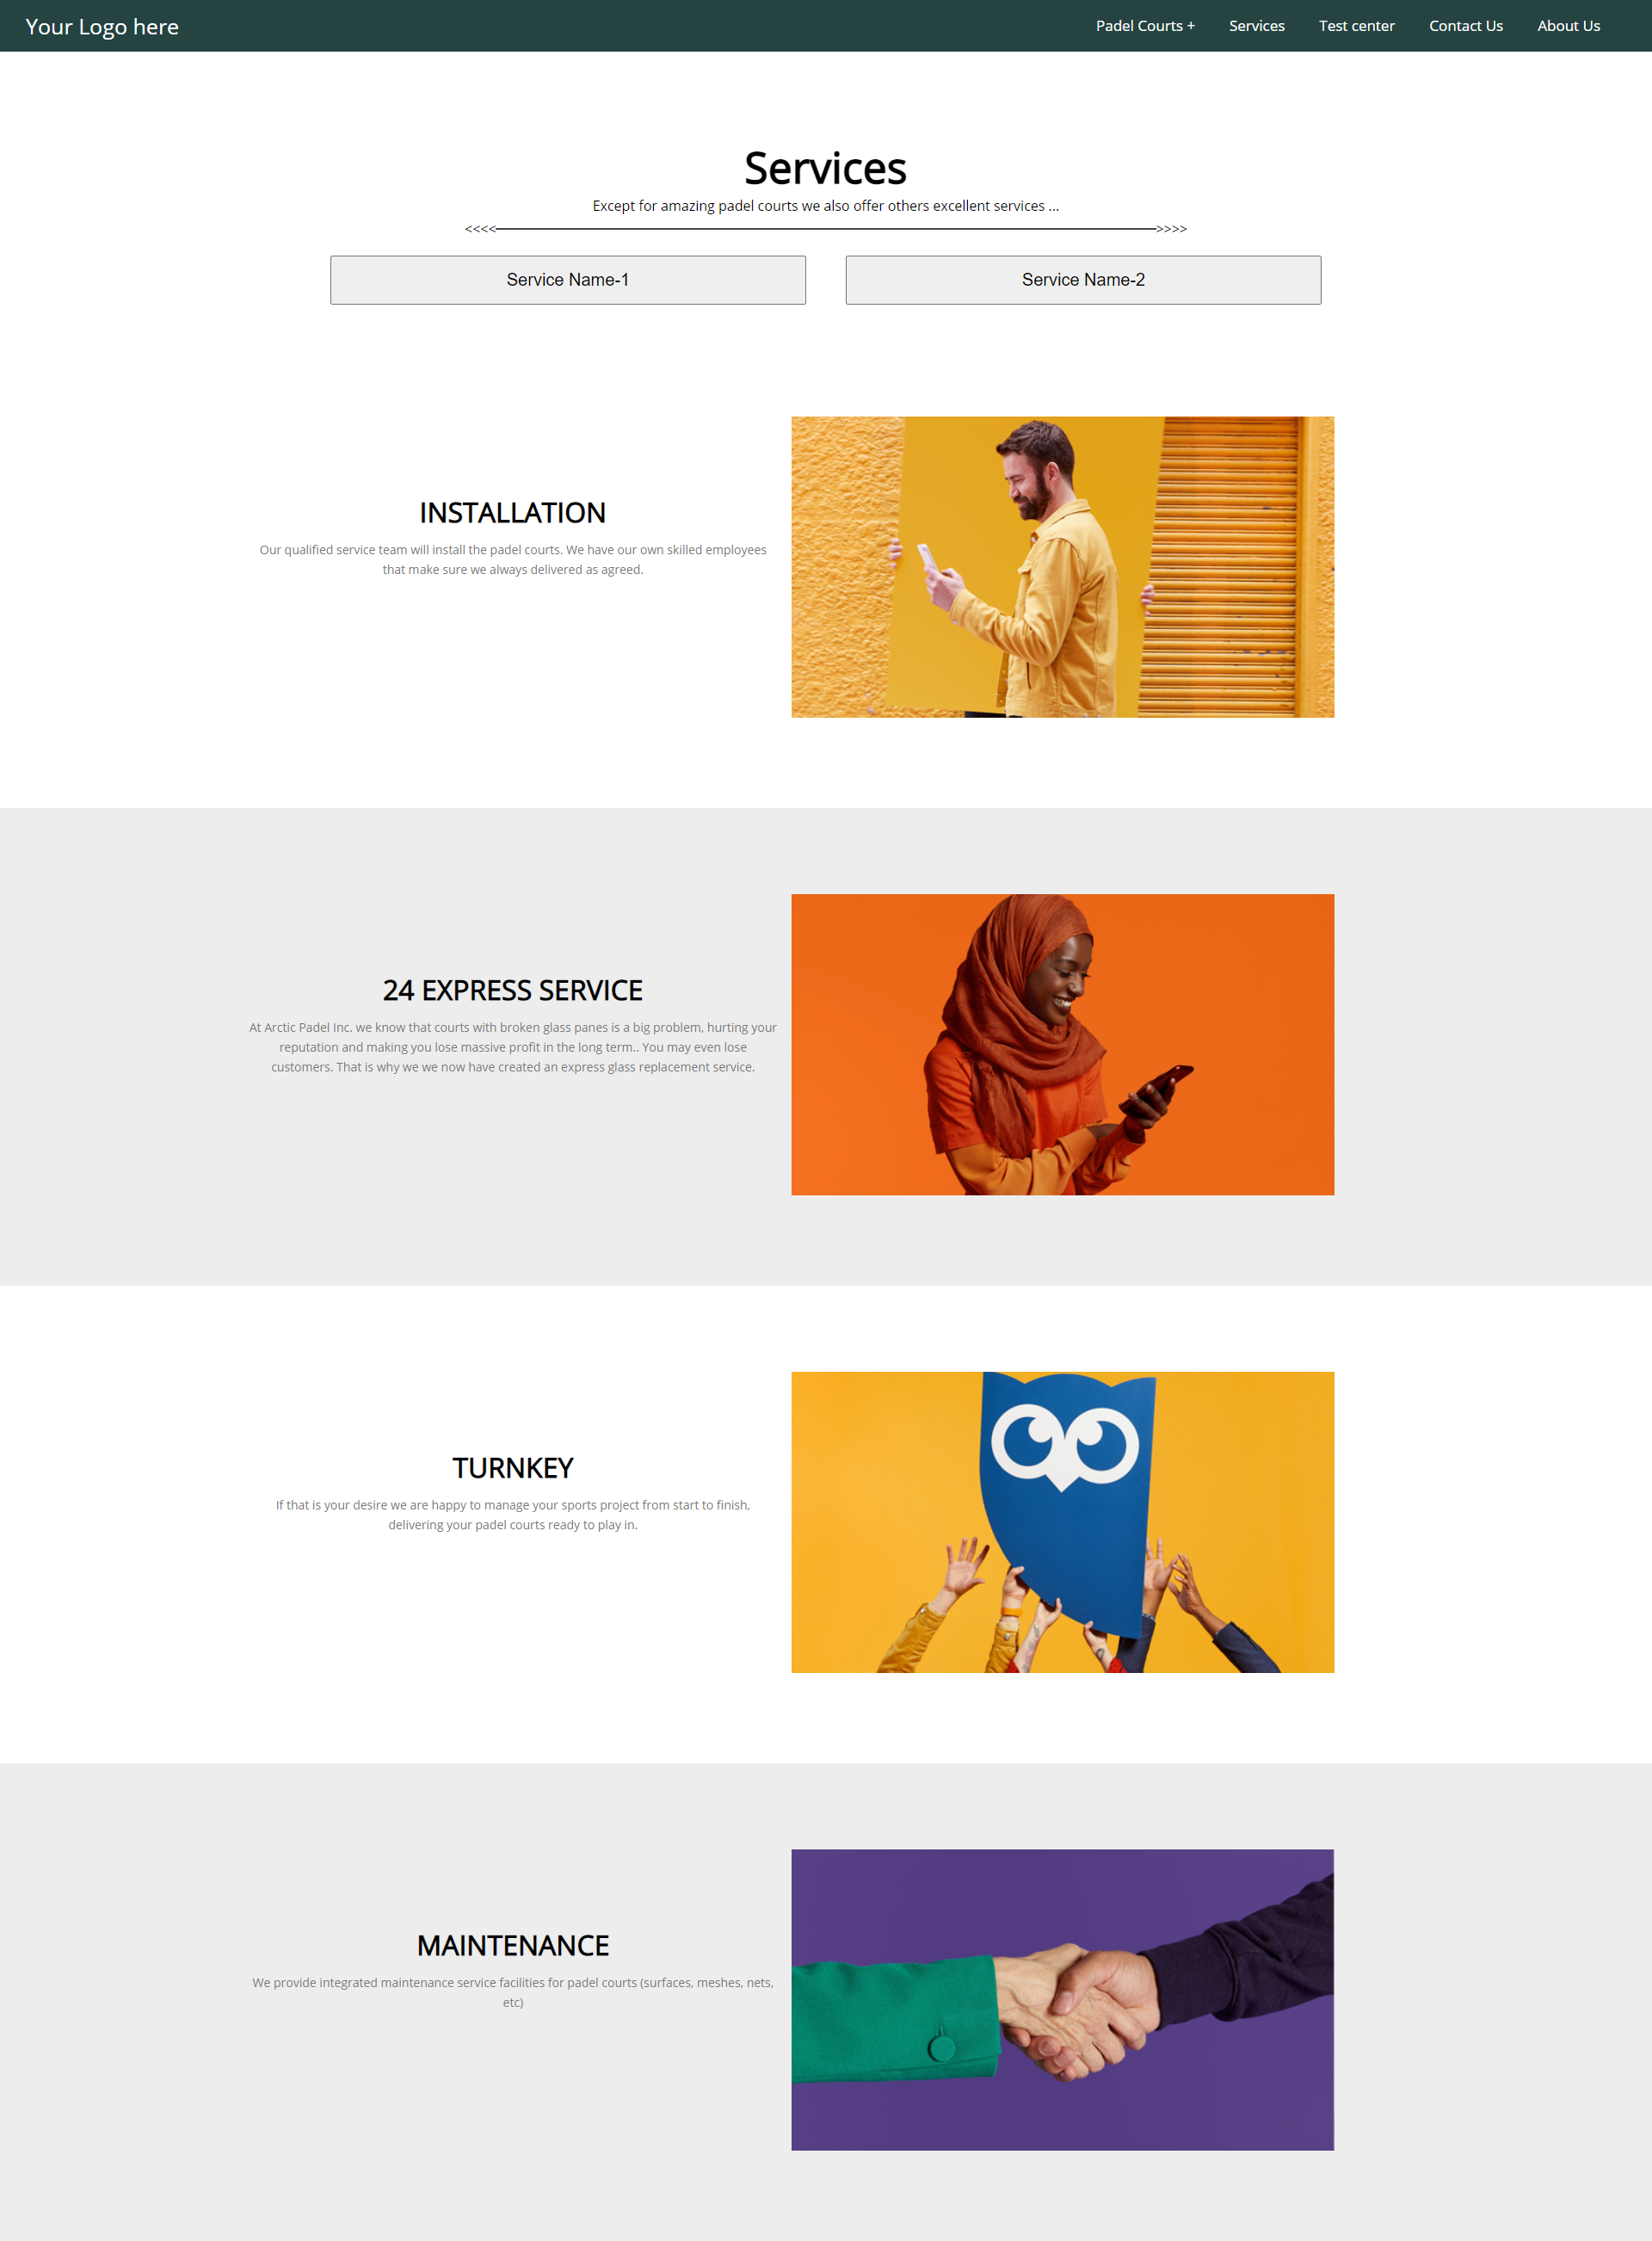 Your Logo here
Padel Courts + Services Test center Contact Us About Us
Services
Except for amazing padel courts we also offer others excellent services ...
<<<< >>>>
Service Name-1 Service Name-2
INSTALLATION
Our qualified service team will install the padel courts. We have our own skilled employees
that make sure we always delivered as agreed.
24 EXPRESS SERVICE
At Arctic Padel Inc. we know that courts with broken glass panes is a big problem, hurting your
reputation and making you lose massive profit in the long term.. You may even lose
customers. That is why we we now have created an express glass replacement service.
TURNKEY
If that is your desire we are happy to manage your sports project from start to finish,
delivering your padel courts ready to play in.
MAINTENANCE
We provide integrated maintenance service facilities for padel courts (surfaces, meshes, nets,
etc)